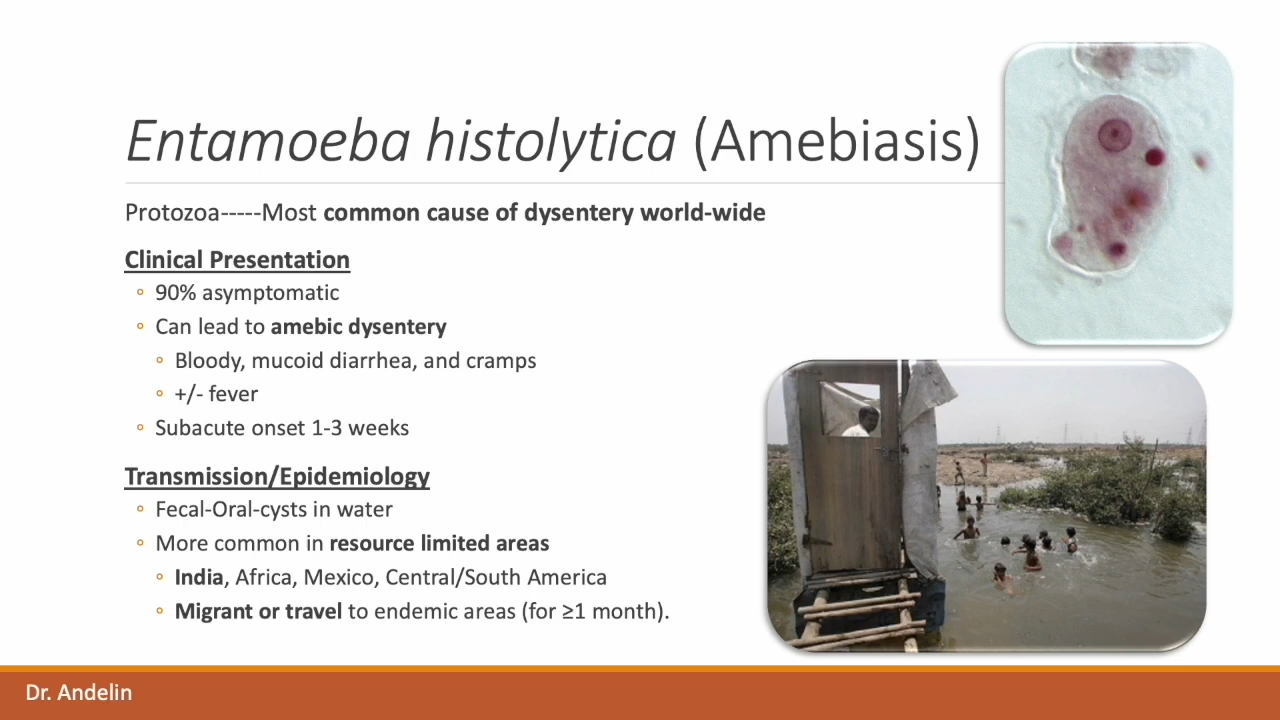 Entamoeba histolytica (Amebiasis)
Protozoa-----Most common cause of dysentery world-wide
Clinical Presentation
◦ 90% asymptomatic
◦ Can lead to amebic dysentery
◦ Bloody, mucoid diarrhea, and cramps
◦ +/- fever
◦ Subacute onset 1-3 weeks
Transmission/Epidemiology
◦ Fecal-Oral-cysts in water
◦ More common in resource limited areas
◦ India, Africa, Mexico, Central/South America
◦ Migrant or travel to endemic areas (for ≥1 month).
Dr. Andelin